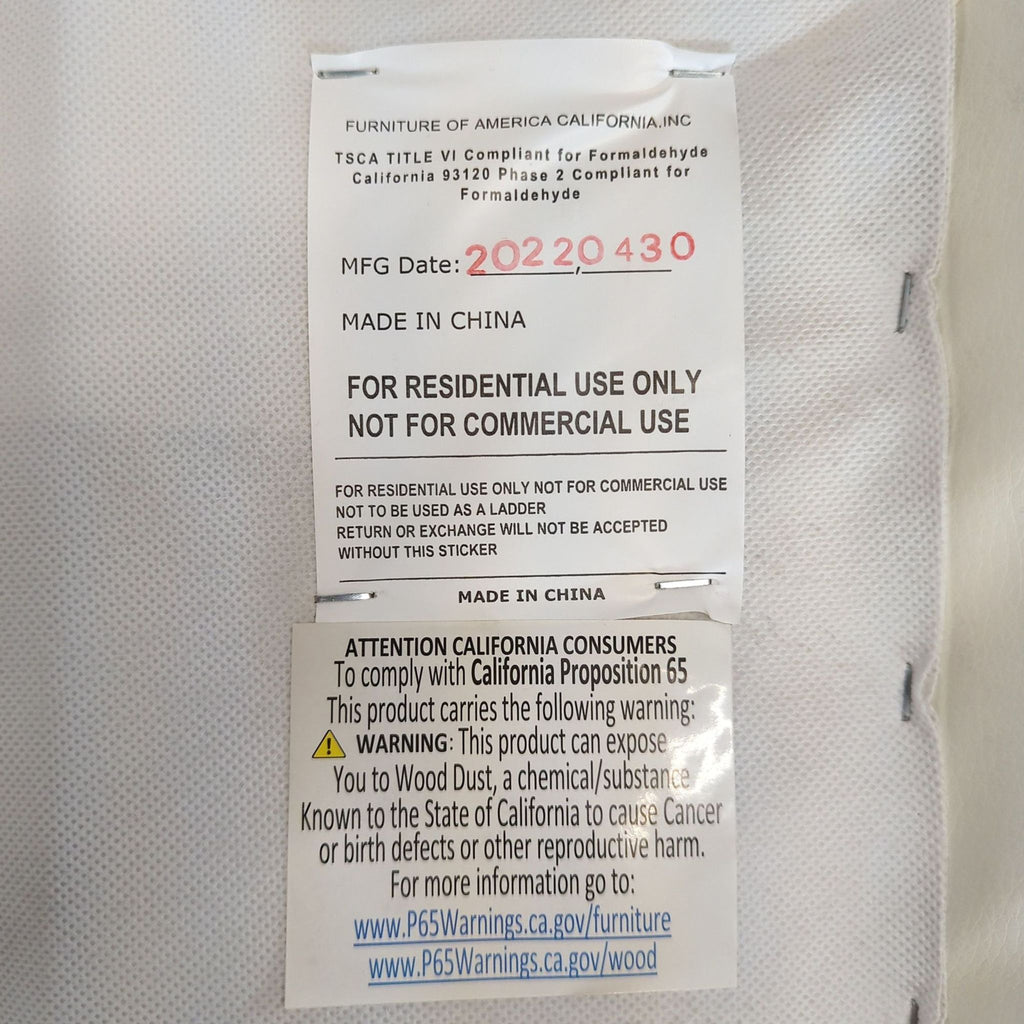 FURNITURE OF AMERICA CALIFORNIA.INC
TSCA TITLE VI Compliant for Formaldehyde
California 93120 Phase 2 Compliant for
Formaldehyde
MFG Date: 20220430
MADE IN CHINA
FOR RESIDENTIAL USE ONLY
NOT FOR COMMERCIAL USE
FOR RESIDENTIAL USE ONLY NOT FOR COMMERCIAL USE
NOT TO BE USED AS A LADDER
RETURN OR EXCHANGE WILL NOT BE ACCEPTED
WITHOUT THIS STICKER
MADE IN CHINA
ATTENTION CALIFORNIA CONSUMERS
To comply with California Proposition 65
This product carries the following warning:
WARNING: This product can expose
You to Wood Dust, a chemical/substance
Known to the State of California to cause Cancer
or birth defects or other reproductive harm.
For more information go to:
www.P65Warnings.ca.gov/furniture
www.P65Warnings.ca.gov/wood